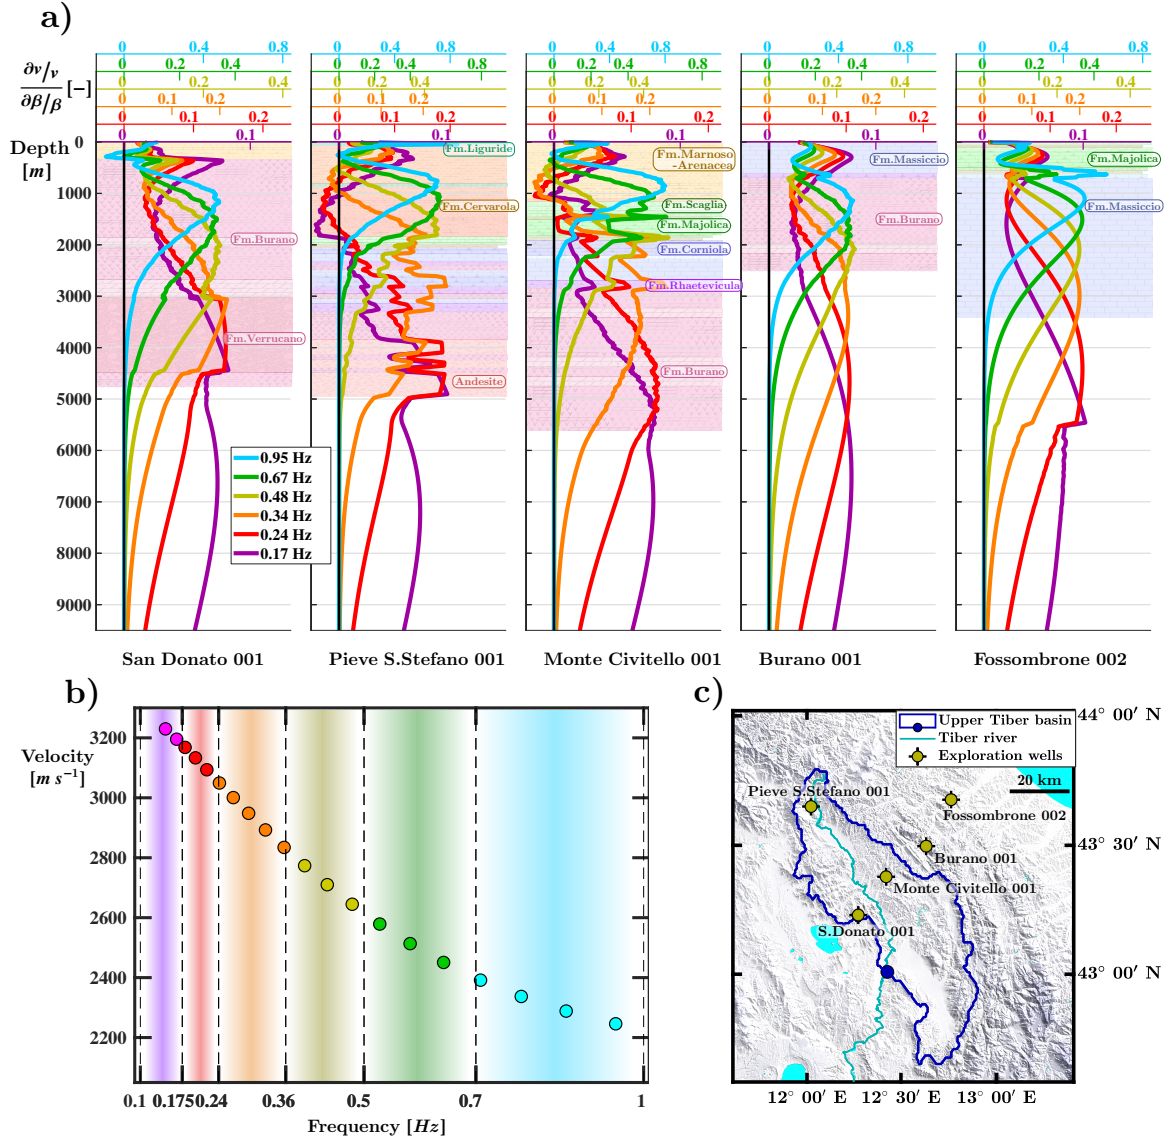 a)
∂v/v
∂β/β [−]
0 0.4 0.8
0.2 0.4
0.2 0.4
0 0.1 0.2
0 0.1 0.2
0 0.1
0 0.4 0.8
0 0.2 0.4 0.8
0.2 0.4
0 0.1 0.2
0 0.1 0.2
0 0.1
0 0.4 0.8
0 0.2 0.4 0.8
0.2 0.4
0 0.1 0.2
0 0.1 0.2
0 0.1
0 0.4 0.8
0 0.2 0.4
0.2 0.4
0 0.1 0.2
0 0.1 0.2
0 0.1
0 0.4 0.8
0 0.2 0.4
0.2 0.4
0 0.1 0.2
0 0.1 0.2
0 0.1
Depth
[m]
0
1000
2000
3000
4000
5000
6000
7000
8000
9000
Fm.Burano
Fm.Verrucano
Fm.Liguride
Fm.Cervarola
Andesite
Fm.Marnoso
-Arenacea
Fm.Scaglia
Fm.Majolica
Fm.Corniola
Fm.Rhaetevicula
Fm.Burano
Fm.Massiccio
Fm.Burano
Fm.Majolica
Fm.Massiccio
0.95 Hz
0.67 Hz
0.48 Hz
0.34 Hz
0.24 Hz
0.17 Hz
San Donato 001
Pieve S.Stefano 001
Monte Civitello 001
Burano 001
Fossombrone 002
b)
Velocity
[m s⁻¹]
3200
3000
2800
2600
2400
2200
0.1 0.175 0.24 0.36 0.5 0.7 1
Frequency [Hz]
c)
Upper Tiber basin
Tiber river
Exploration wells
20 km
Pieve S.Stefano 001
Fossombrone 002
Burano 001
Monte Civitello 001
S.Donato 001
44° 00′ N
43° 30′ N
43° 00′ N
12° 00′ E 12° 30′ E 13° 00′ E